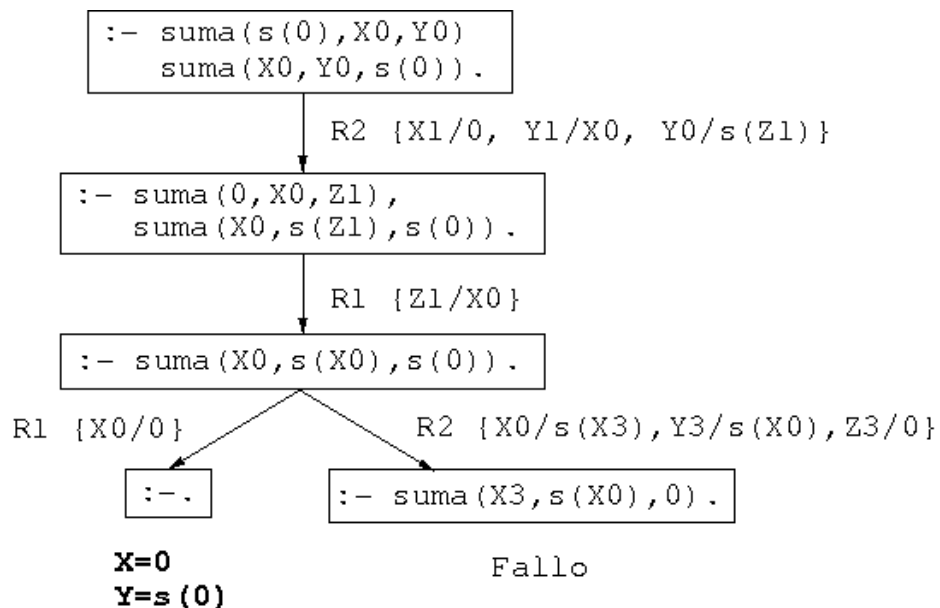 :- suma(s(0),X0,Y0)
suma(X0,Y0,s(0)).
R2 {X1/0, Y1/X0, Y0/s(Z1)}
:- suma(0,X0,Z1),
suma(X0,s(Z1),s(0)).
R1 {Z1/X0}
:- suma(X0,s(X0),s(0)).
R1 {X0/0}
R2 {X0/s(X3),Y3/s(X0),Z3/0}
:-.
:- suma(X3,s(X0),0).
X=0
Y=s(0)
Fallo